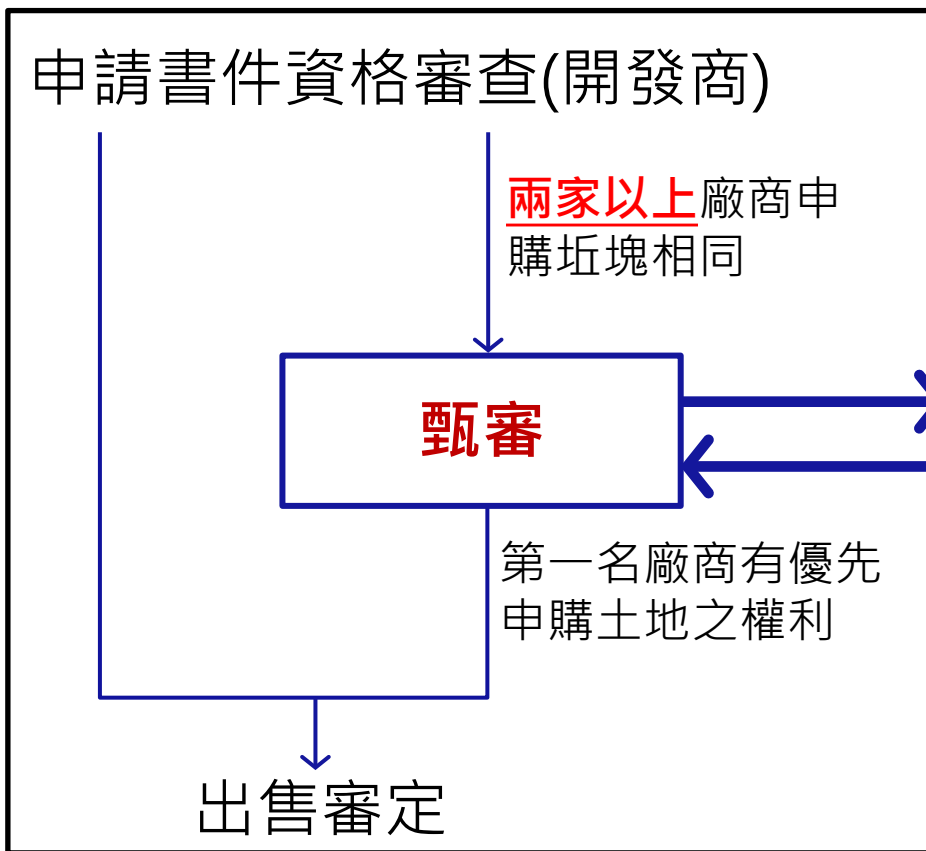 申請書件資格審查(開發商)
兩家以上廠商申
購坵塊相同
甄審
第一名廠商有優先
申購土地之權利
出售審定